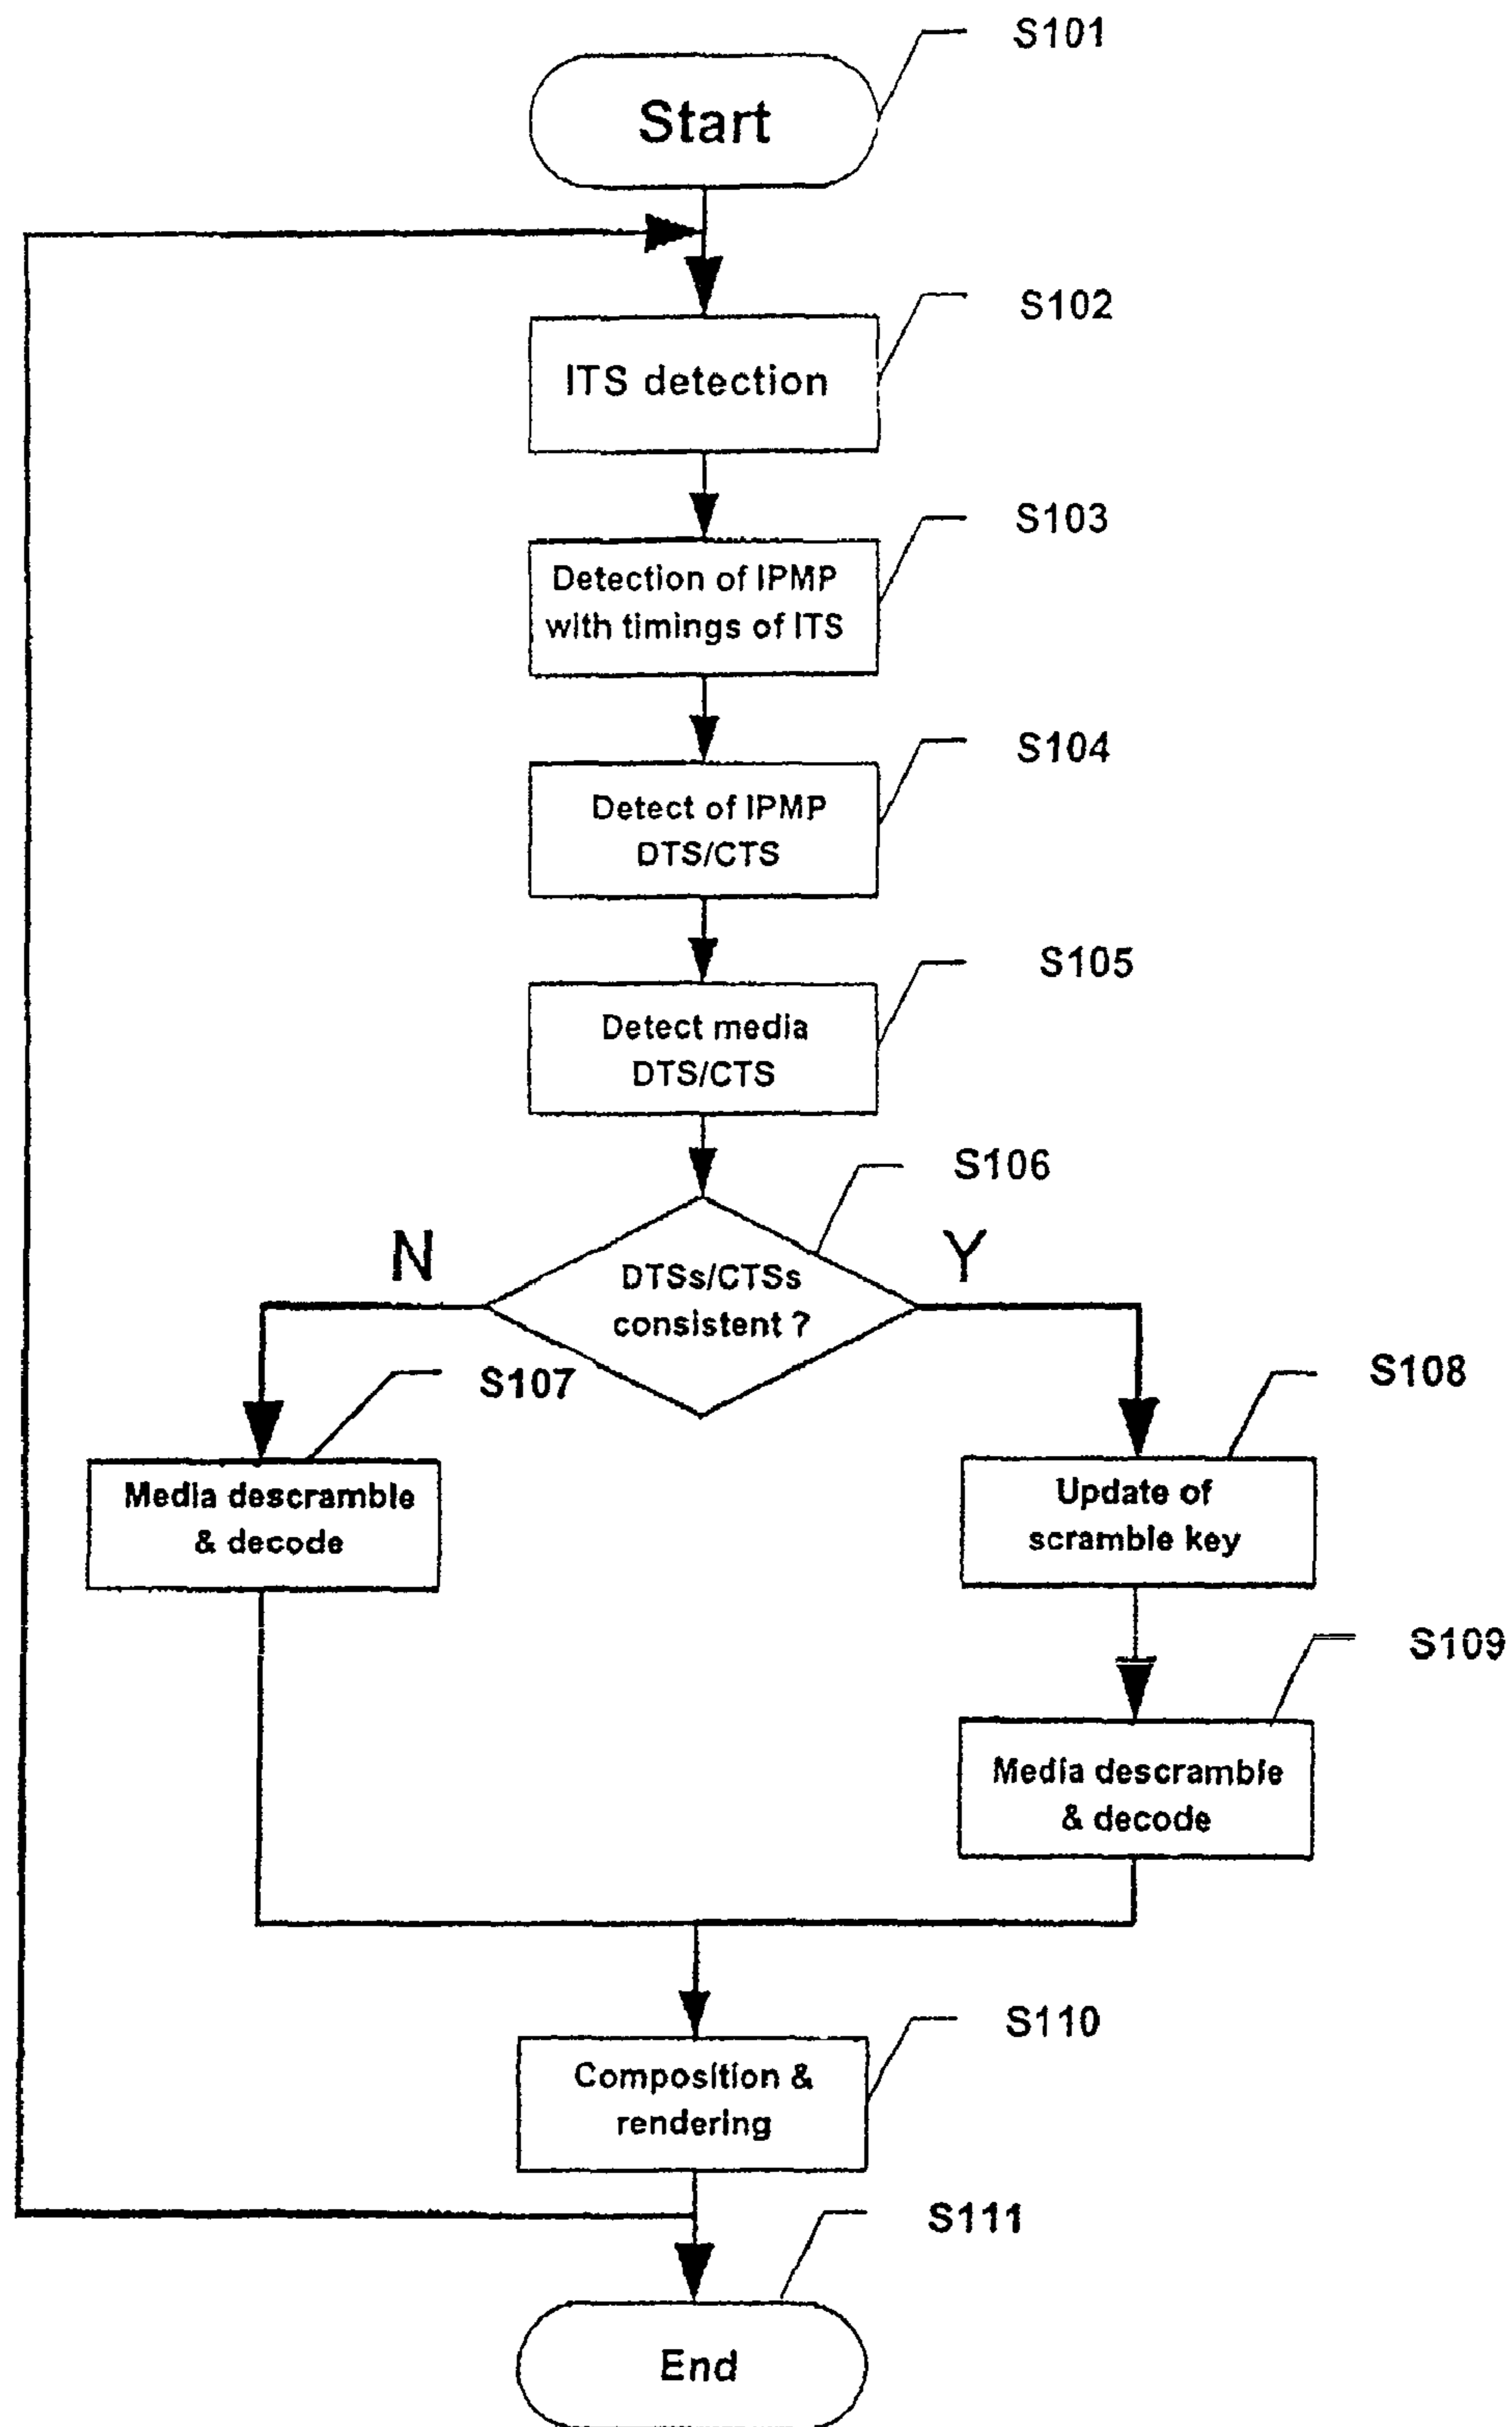 S101
Start
S102
ITS detection
S103
Detection of IPMP
with timings of ITS
S104
Detect of IPMP
DTS/CTS
S105
Detect media
DTS/CTS
S106
N
Y
DTSs/CTSs
consistent ?
S107
S108
Media descramble
& decode
Update of
scramble key
S109
Media descramble
& decode
S110
Composition &
rendering
S111
End